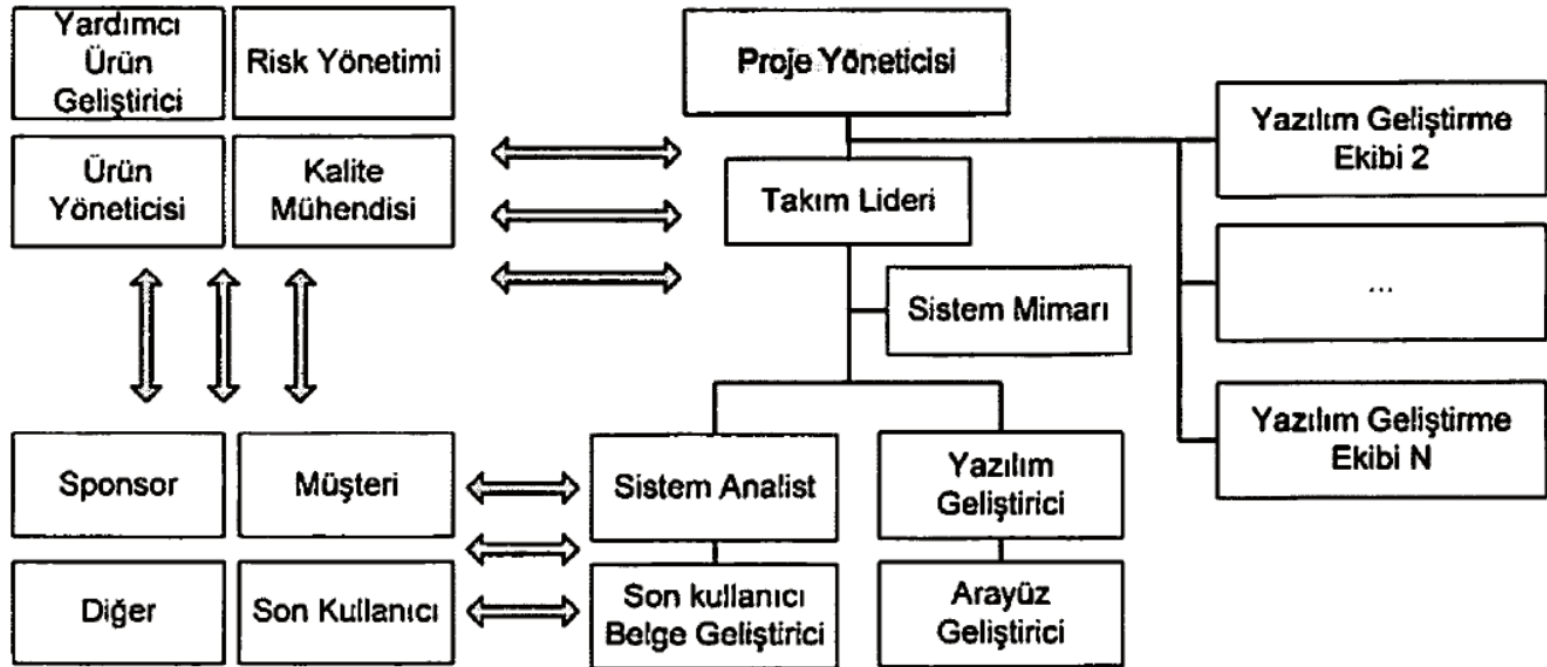 Yardımcı
Ürün
Geliştirici
Risk Yönetimi
Ürün
Yöneticisi
Kalite
Mühendisi
Proje Yöneticisi
Takım Lideri
Sistem Mimarı
Yazılım Geliştirme
Ekibi 2
...
Yazılım Geliştirme
Ekibi N
Sponsor
Müşteri
Diğer
Son Kullanıcı
Sistem Analist
Son kullanıcı
Belge Geliştirici
Yazılım
Geliştirici
Arayüz
Geliştirici